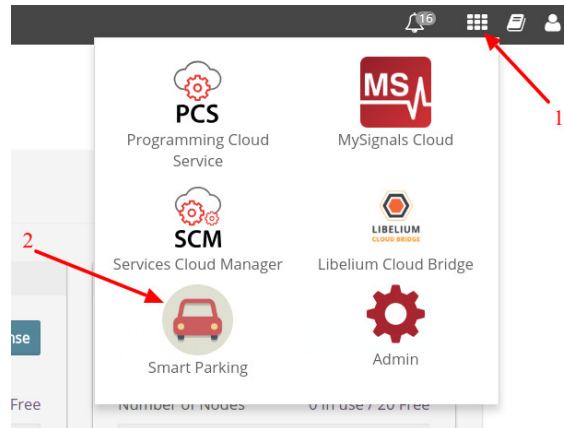 16
1
PCS
MS
Programming Cloud
Service
MySignals Cloud
SCM
LIBELIUM
CLOUD BRIDGE
2
Services Cloud Manager
Libelium Cloud Bridge
nse
Smart Parking
Admin
Free
Number of Nodes
0 in use / 20 Free